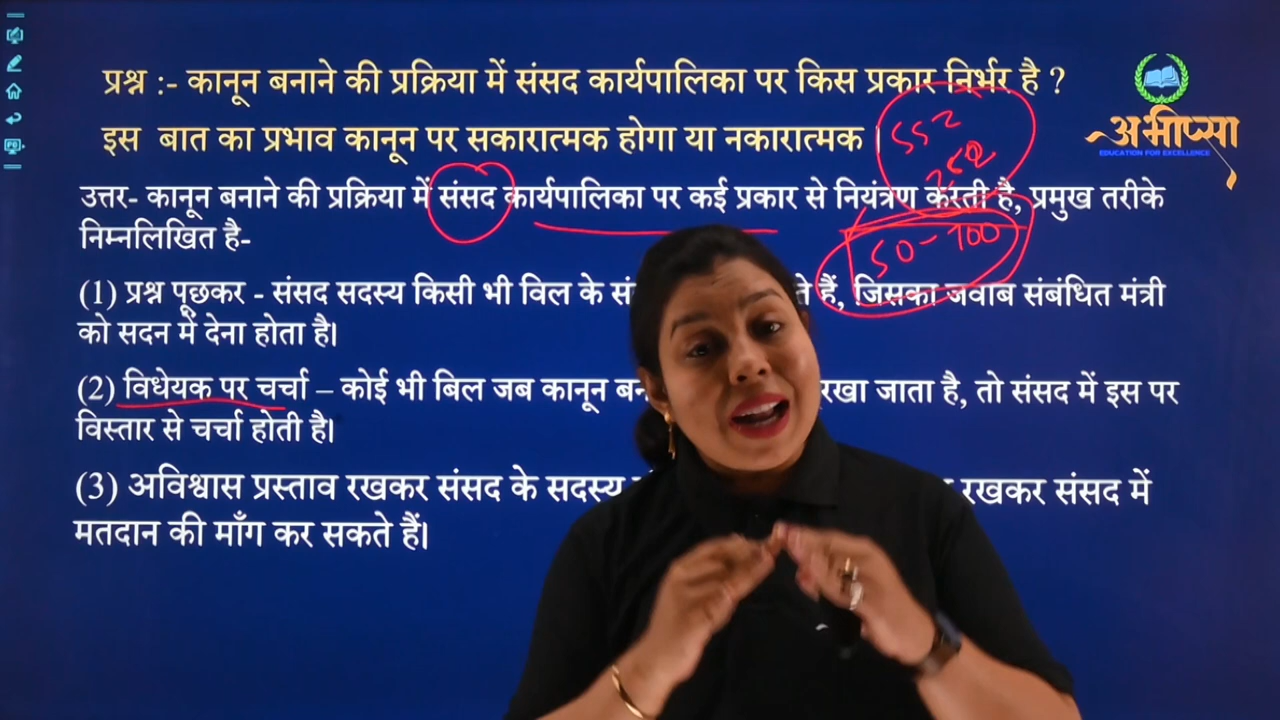 प्रश्न :- कानून बनाने की प्रक्रिया में संसद कार्यपालिका पर किस प्रकार निर्भर है ?
इस बात का प्रभाव कानून पर सकारात्मक होगा या नकारात्मक ।
552
250
अभीप्सा
EDUCATION FOR EXCELLENCE
उत्तर- कानून बनाने की प्रक्रिया में संसद कार्यपालिका पर कई प्रकार से नियंत्रण करती है, प्रमुख तरीके
निम्नलिखित है-
50-100
(1) प्रश्न पूछकर - संसद सदस्य किसी भी विल के हैं, जिसका जवाब संबंधित मंत्री
को सदन में देना होता है।
(2) विधेयक पर चर्चा – कोई भी बिल जब कानून रखा जाता है, तो संसद में इस पर
विस्तार से चर्चा होती है।
(3) अविश्वास प्रस्ताव रखकर संसद के सदस्य रखकर संसद में
मतदान की माँग कर सकते हैं।